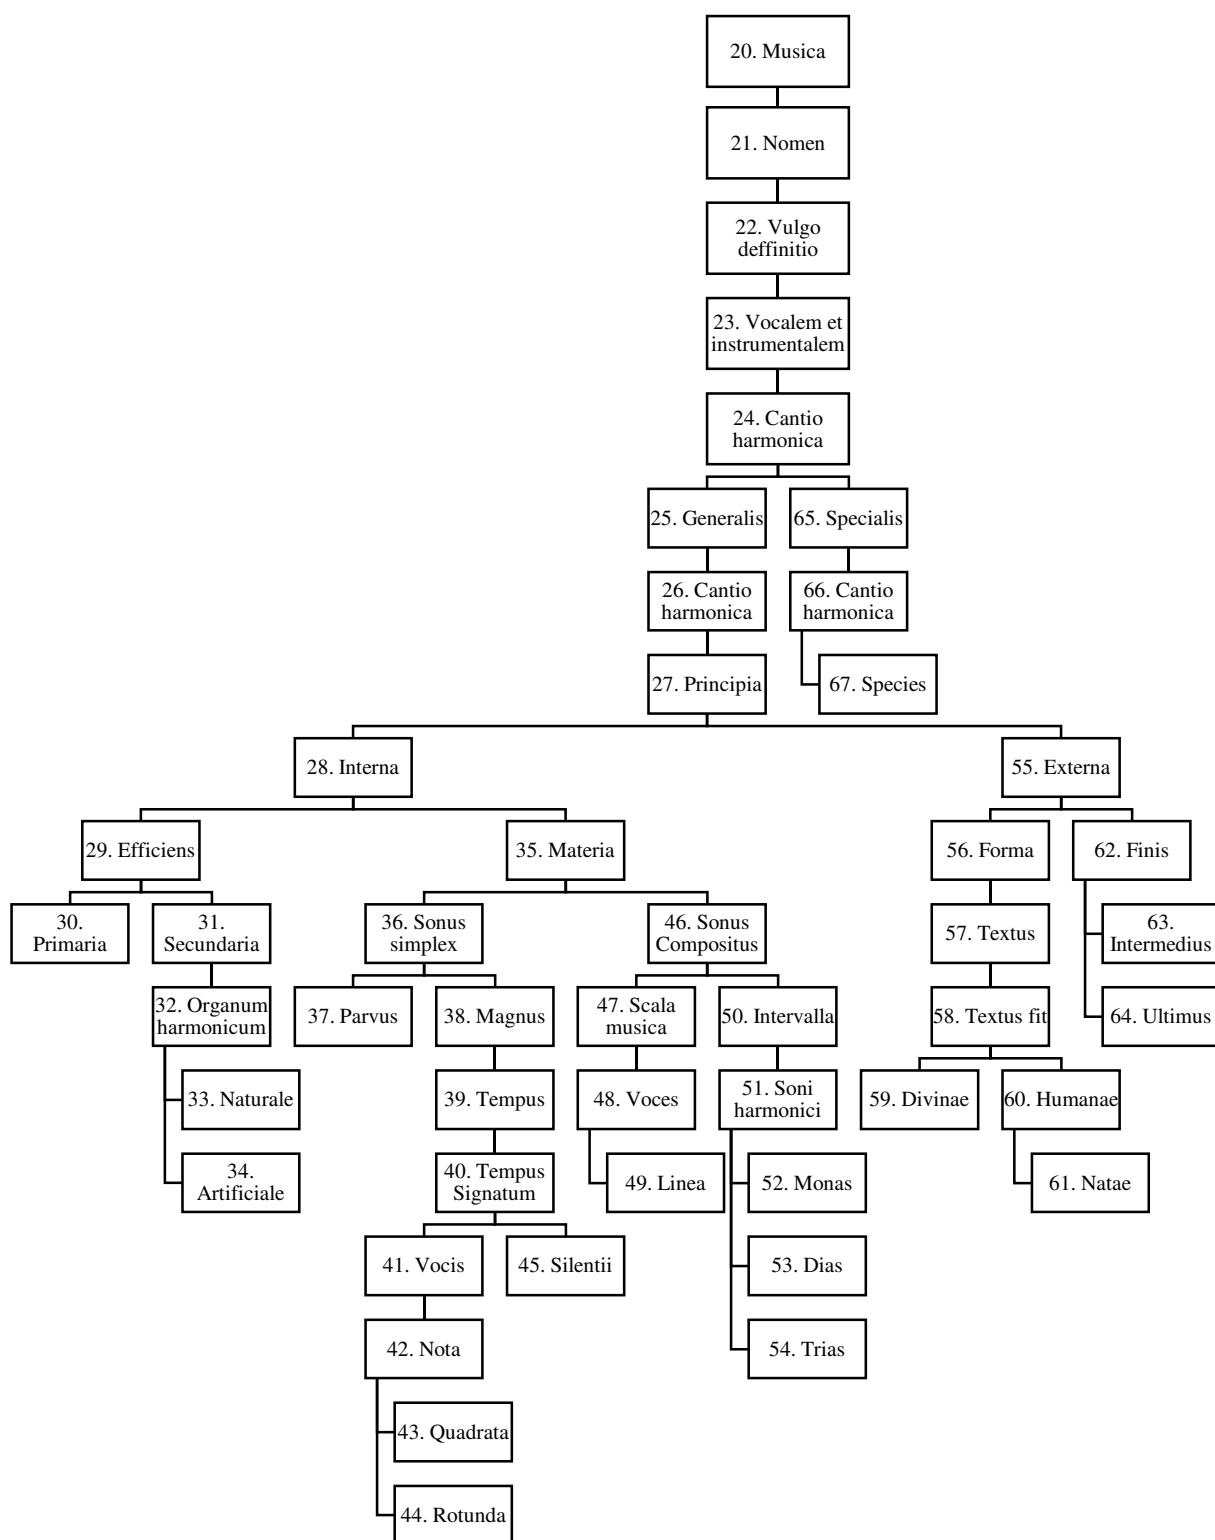 20. Musica
21. Nomen
22. Vulgo
deffinitio
23. Vocalem et
instrumentalem
24. Cantio
harmonica
25. Generalis
65. Specialis
26. Cantio
harmonica
66. Cantio
harmonica
27. Principia
67. Species
28. Interna
55. Externa
29. Efficiens
35. Materia
56. Forma
62. Finis
30.
Primaria
31.
Secundaria
36. Sonus
simplex
46. Sonus
Compositus
57. Textus
63.
Intermedius
32. Organum
harmonicum
37. Parvus
38. Magnus
47. Scala
musica
50. Intervalla
58. Textus fit
64. Ultimus
33. Naturale
39. Tempus
48. Voces
51. Soni
harmonici
59. Divinae
60. Humanae
34.
Artificiale
40. Tempus
Signatum
49. Linea
52. Monas
61. Natae
41. Vocis
45. Silentii
53. Dias
42. Nota
54. Trias
43. Quadrata
44. Rotunda